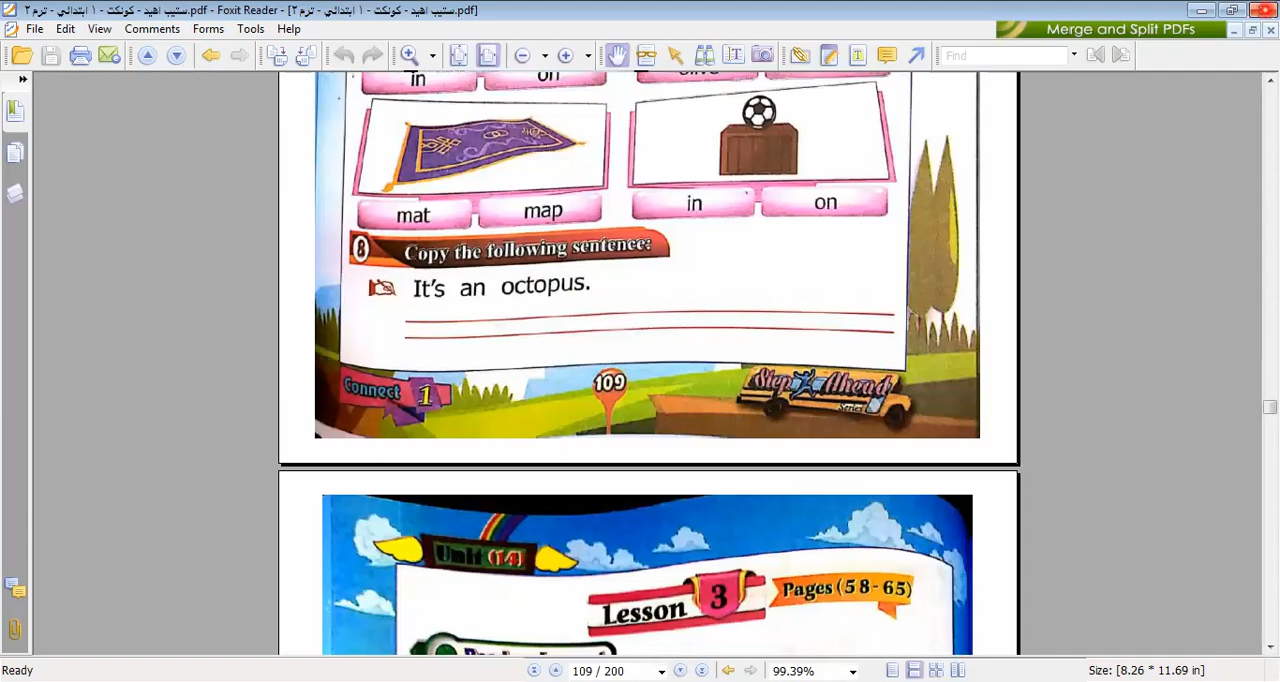 ستيب اهيد - كونكت - ١ ابتدائي - ترم ٢.pdf - Foxit Reader - [ستيب اهيد - كونكت - ١ ابتدائي - ترم ٢.pdf]
File Edit View Comments Forms Tools Help
Merge and Split PDFs
Find
in on
mat map in on
8 Copy the following sentence:
It's an octopus.
Connect 1
109
Step Ahead
Series
Unit (14)
Lesson 3
Pages (58-65)
Ready
109 / 200
99.39%
Size: [8.26 * 11.69 in]